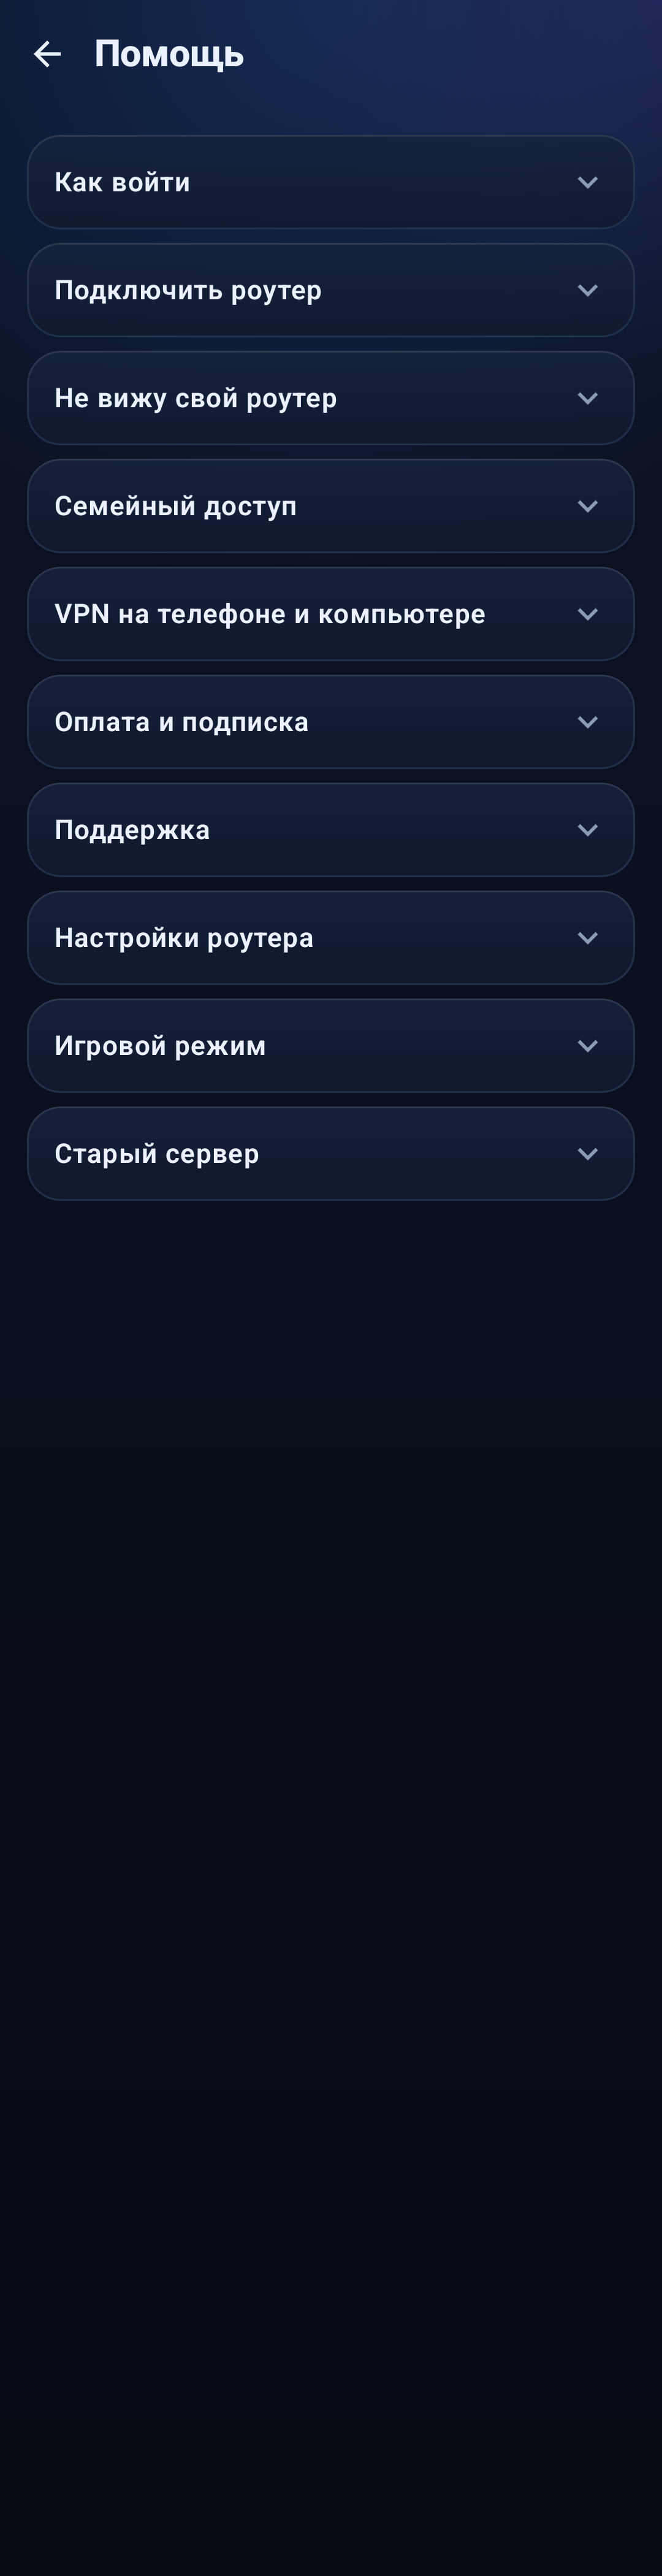 Помощь
Как войти
Подключить роутер
Не вижу свой роутер
Семейный доступ
VPN на телефоне и компьютере
Оплата и подписка
Поддержка
Настройки роутера
Игровой режим
Старый сервер